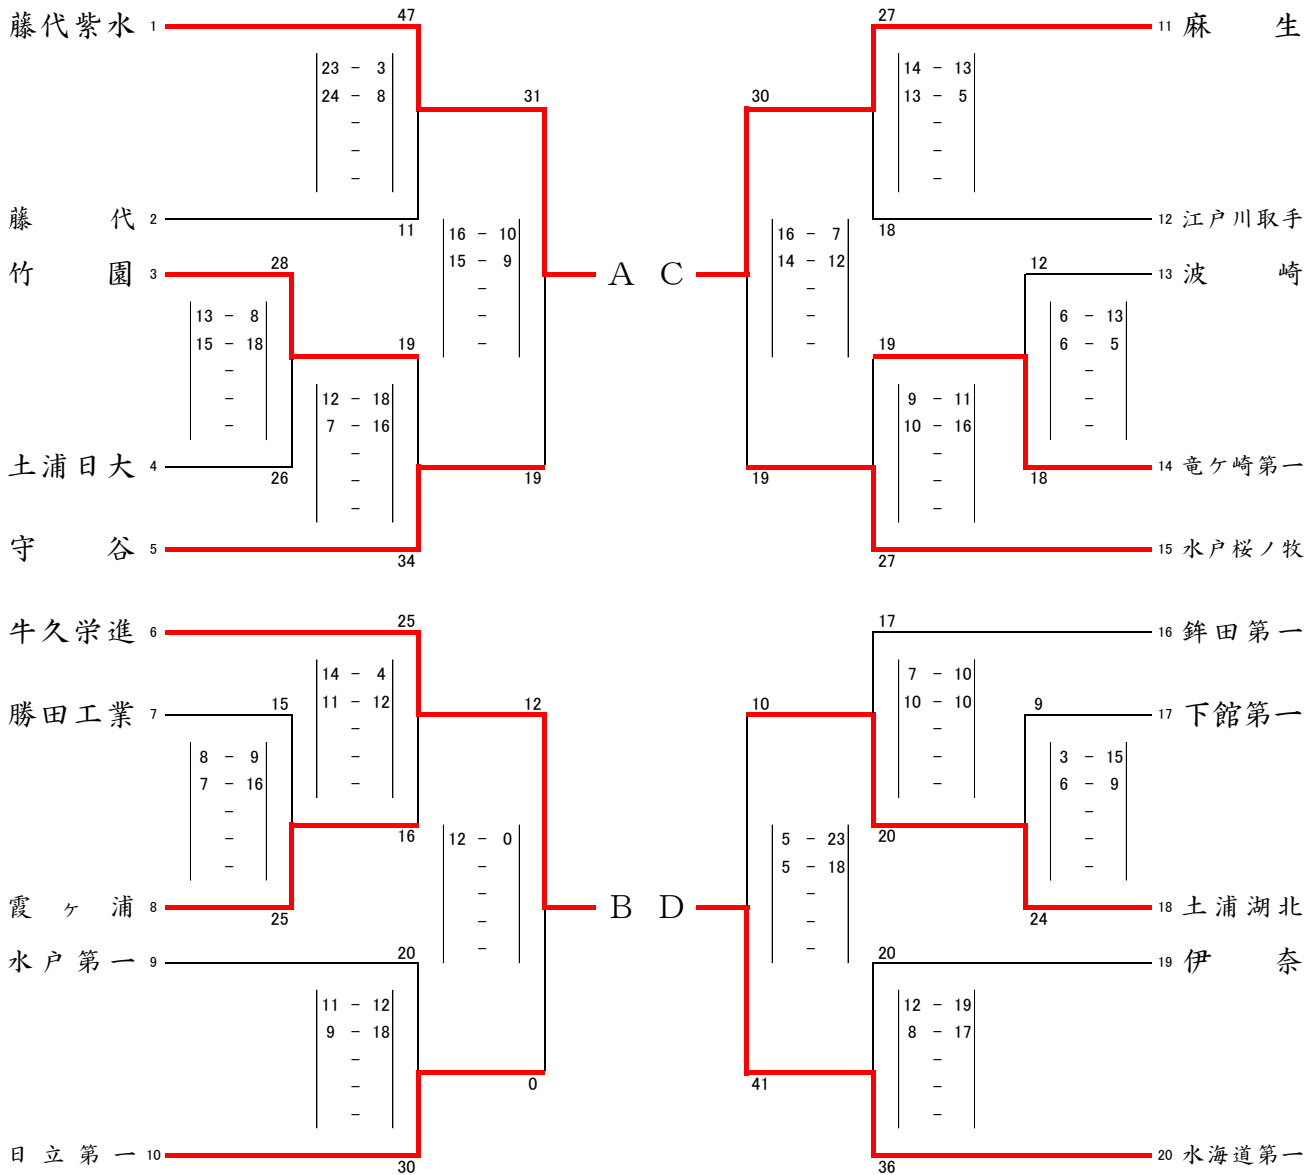 47 27
藤代紫水 1 11 麻 生
23 - 3 14 - 13
24 - 8 31 30 13 - 5
- -
- -
- -
藤 代 2 11 18 12 江戸川取手
16 - 10 16 - 7
15 - 9 14 - 12
竹 園 3 28 A C 12 13 波 崎
- -
13 - 8 6 - 13
- -
15 - 18 19 - - 19 6 - 5
- -
- 12 - 18 9 - 11 -
- 7 - 16 10 - 16 -
- - - -
土浦日大 4 26 - 19 19 - 18 14 竜ケ崎第一
- -
守 谷 5 34 27 15 水戸桜ノ牧
25 17
牛久栄進 6 16 鉾田第一
14 - 4 7 - 10
11 - 12 10 - 10
勝田工業 7 15 12 10 9 17 下館第一
- -
8 - 9 - - 3 - 15
7 - 16 - - 6 - 9
- -
- 16 12 - 0 5 - 23 20 -
- - 5 - 18 -
- -
霞ヶ浦 8 25 - B D - 24 18 土浦湖北
- -
水戸第一 9 20 20 19 伊 奈
11 - 12 12 - 19
9 - 18 8 - 17
- -
- 0 41 -
- -
日立第一 10 30 36 20 水海道第一